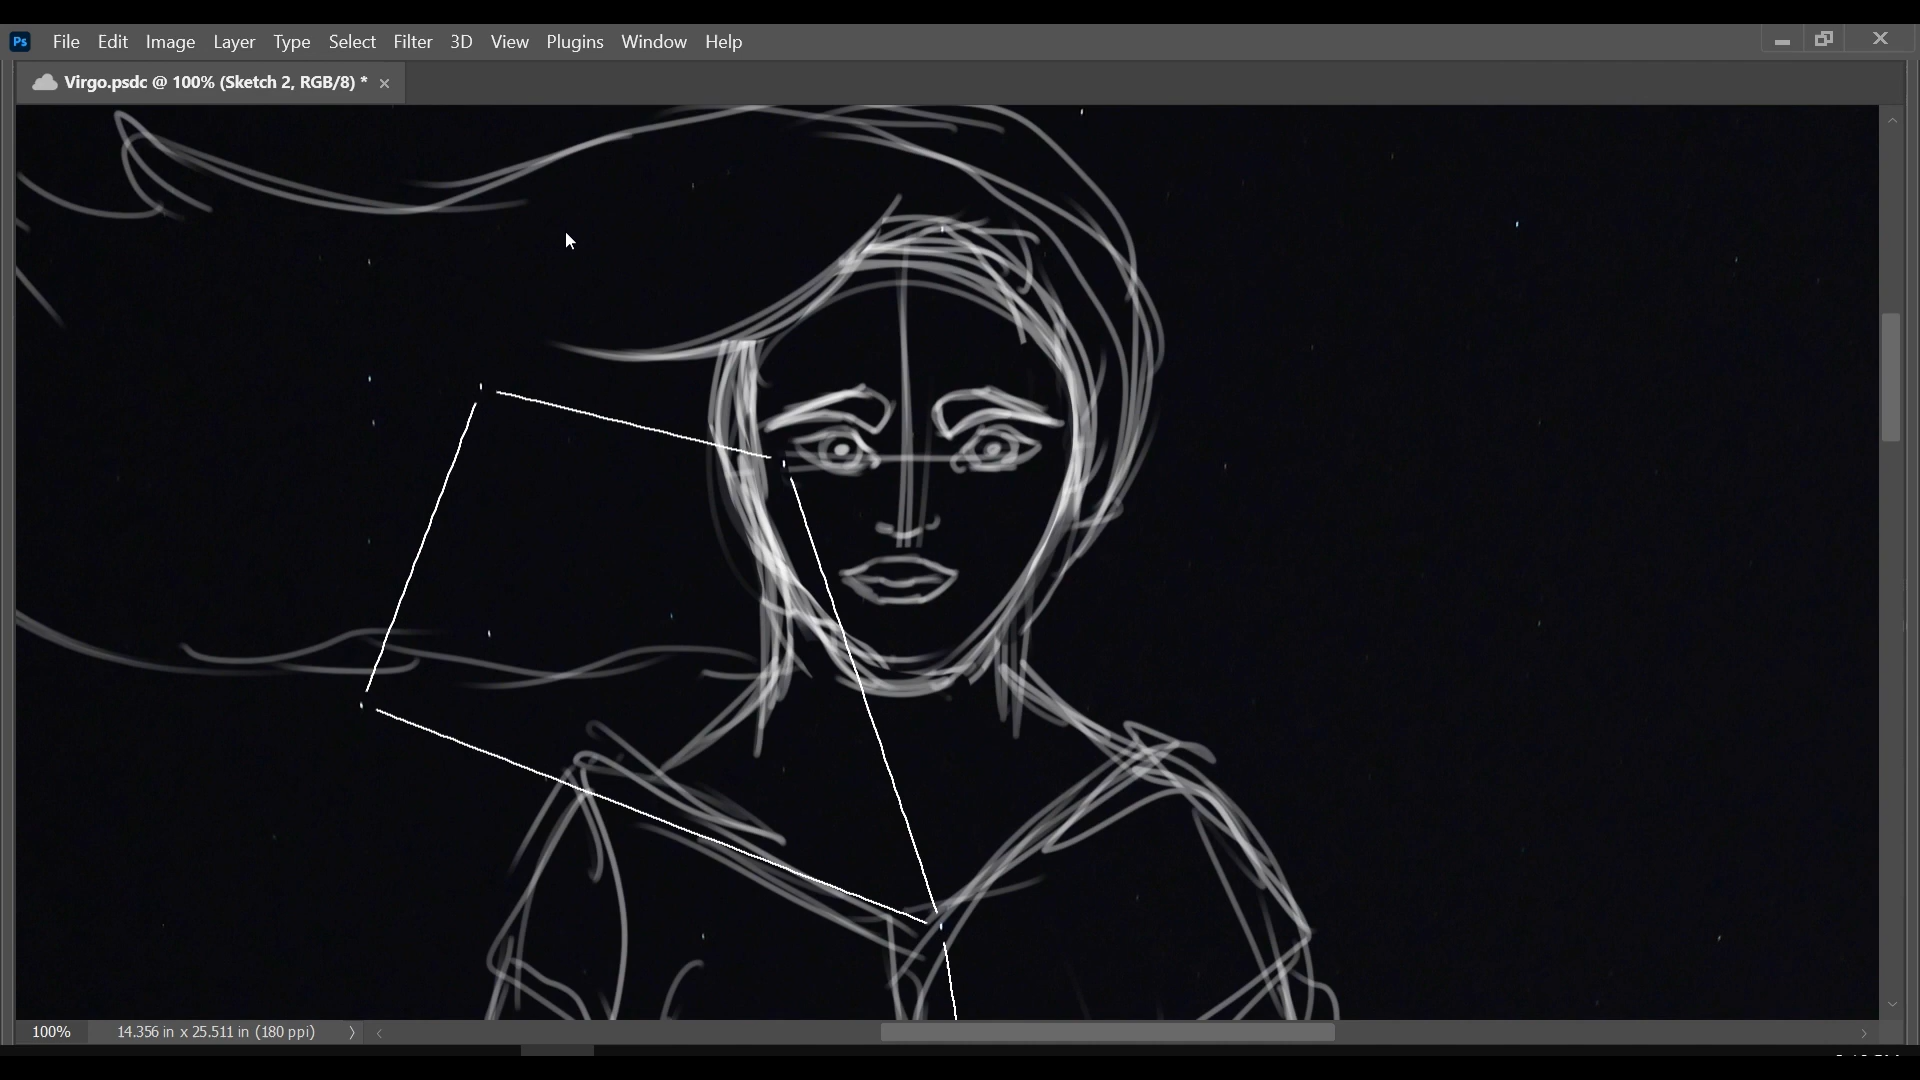 Ps File Edit Image Layer Type Select Filter 3D View Plugins Window Help
Virgo.psdc @ 100% (Sketch 2, RGB/8) *
100% 14.356 in x 25.511 in (180 ppi)